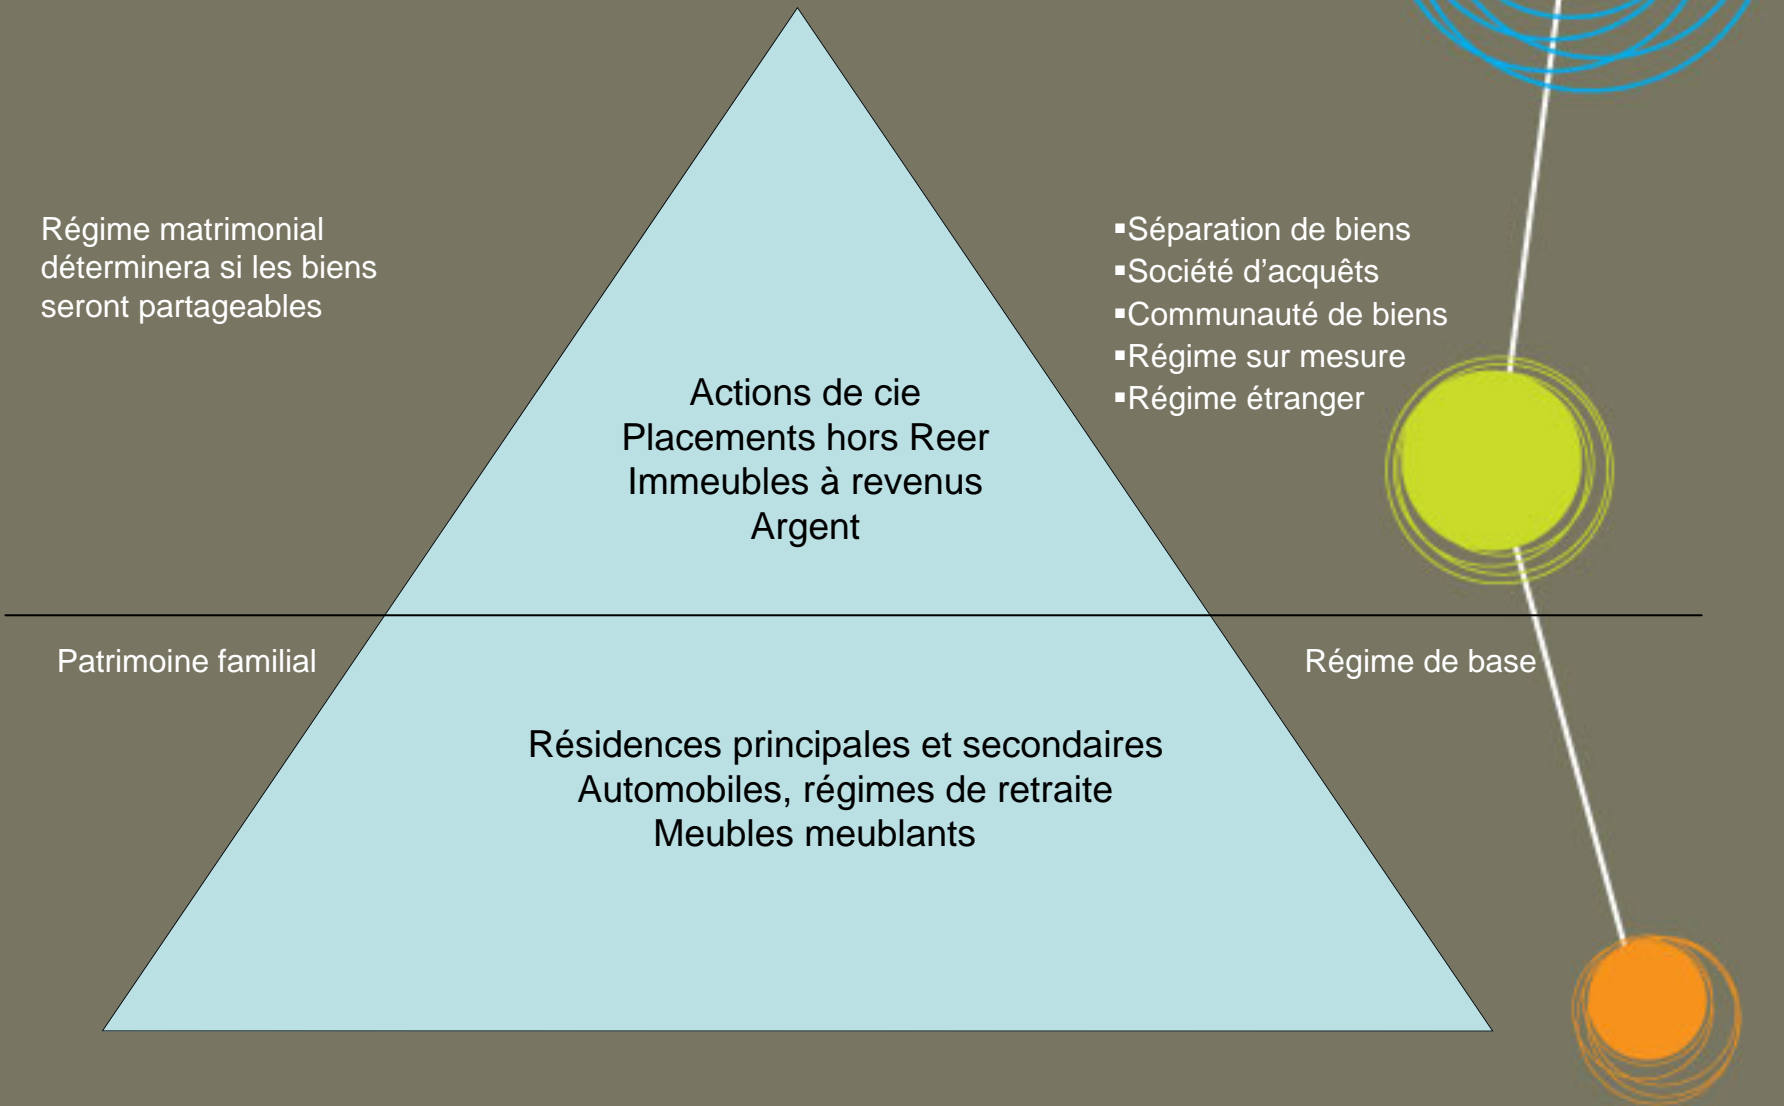 Régime matrimonial
déterminera si les biens
seront partageables
▪Séparation de biens
▪Société d'acquêts
▪Communauté de biens
▪Régime sur mesure
▪Régime étranger
Actions de cie
Placements hors Reer
Immeubles à revenus
Argent
Patrimoine familial
Régime de base
Résidences principales et secondaires
Automobiles, régimes de retraite
Meubles meublants